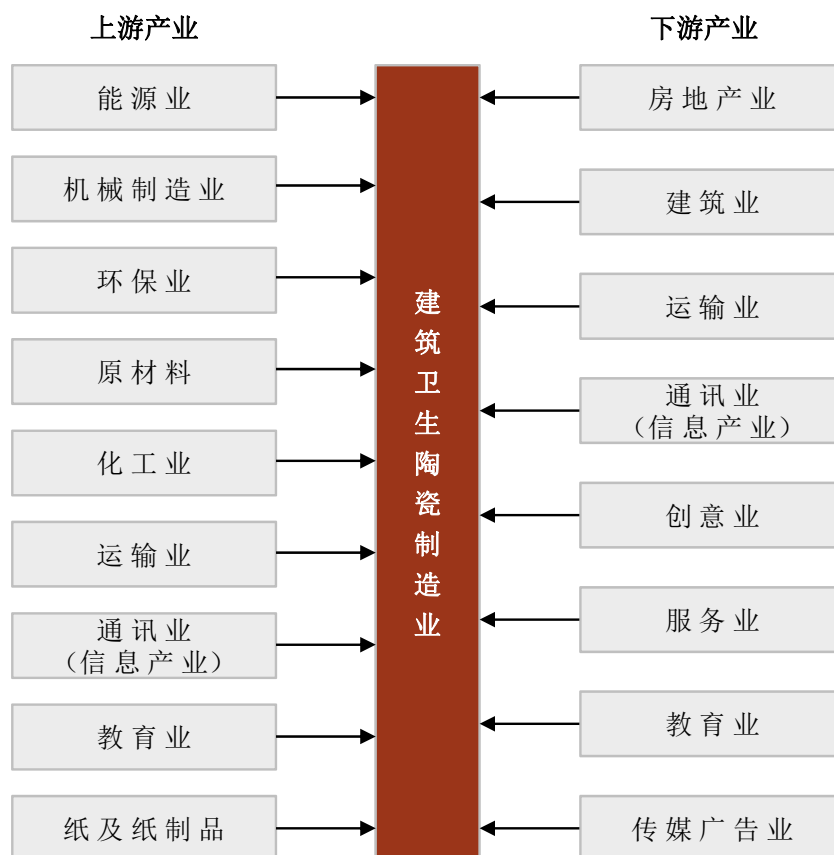 上游产业
下游产业
能源业
机械制造业
环保业
原材料
化工业
运输业
通讯业
（信息产业）
教育业
纸及纸制品
建筑卫生陶瓷制造业
房地产业
建筑业
运输业
通讯业
（信息产业）
创意业
服务业
教育业
传媒广告业